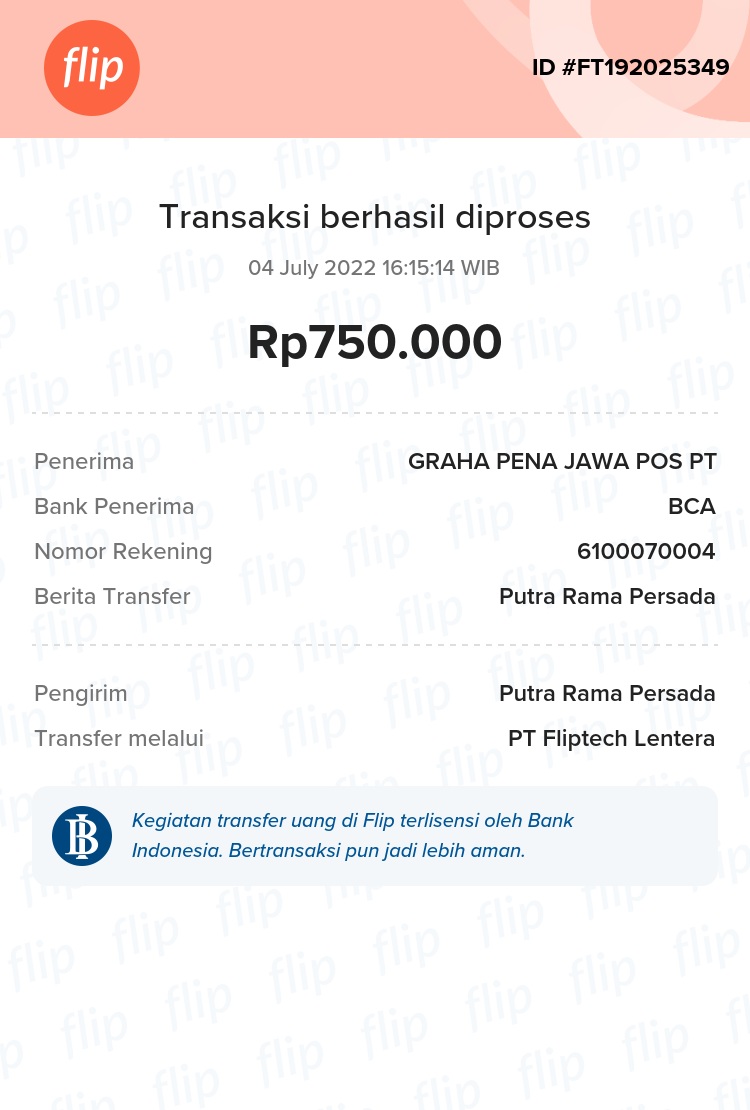 flip
ID #FT192025349
Transaksi berhasil diproses
04 July 2022 16:15:14 WIB
Rp750.000
Penerima GRAHA PENA JAWA POS PT
Bank Penerima BCA
Nomor Rekening 6100070004
Berita Transfer Putra Rama Persada
Pengirim Putra Rama Persada
Transfer melalui PT Fliptech Lentera
Kegiatan transfer uang di Flip terlisensi oleh Bank
Indonesia. Bertransaksi pun jadi lebih aman.